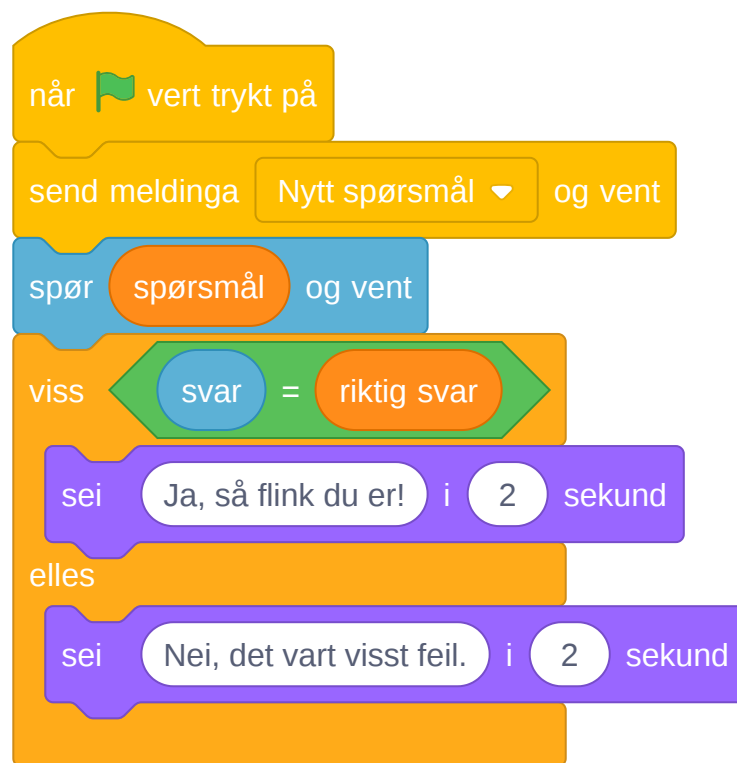 når vert trykt på
send meldinga Nytt spørsmål og vent
spør spørsmål og vent
viss svar = riktig svar
sei Ja, så flink du er! i 2 sekund
elles
sei Nei, det vart visst feil. i 2 sekund